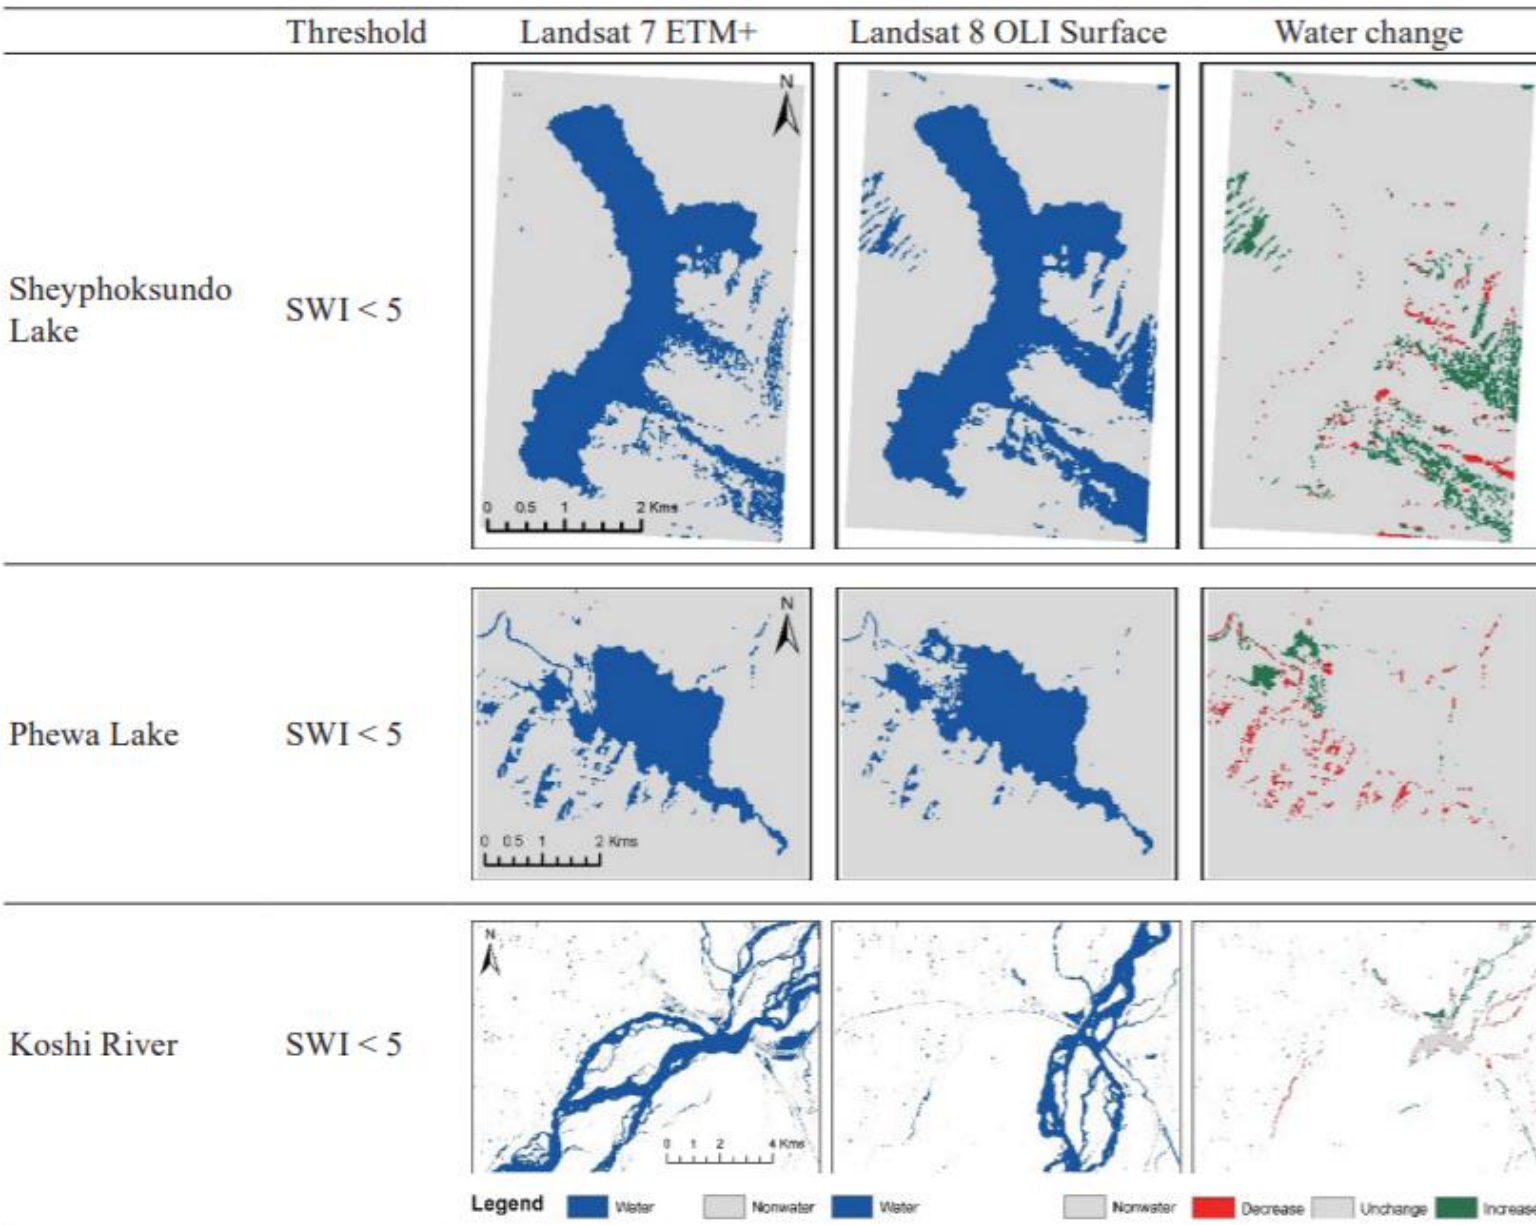 Threshold Landsat 7 ETM+ Landsat 8 OLI Surface Water change
Sheyphoksundo
Lake
SWI < 5
N
0 0.5 1 2 Kms
Phewa Lake
SWI < 5
N
0 0.5 1 2 Kms
Koshi River
SWI < 5
N
0 1 2 4 Kms
Legend Water Nonwater Water Nonwater Decrease Unchange Increas